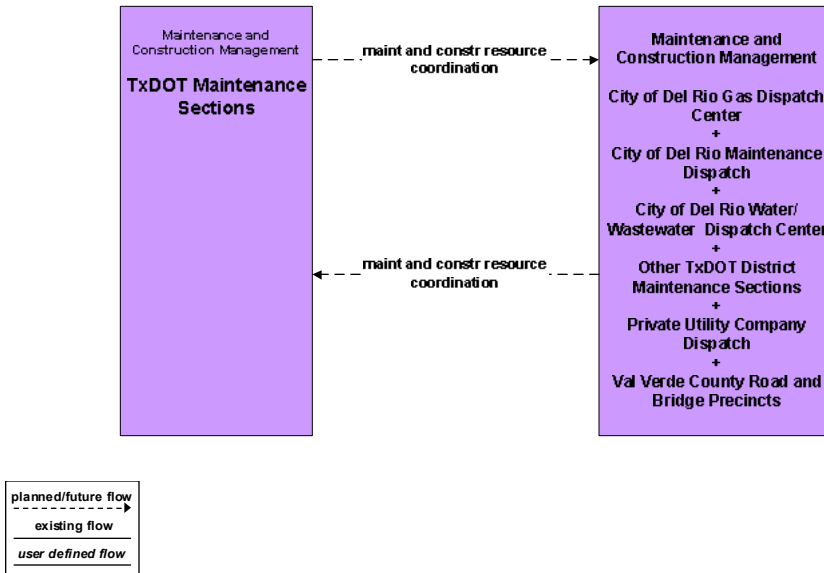 Maintenance and
Construction Management
TxDOT Maintenance
Sections
maint and constr resource
coordination
maint and constr resource
coordination
Maintenance and
Construction Management
City of Del Rio Gas Dispatch
Center
+
City of Del Rio Maintenance
Dispatch
+
City of Del Rio Water/
Wastewater Dispatch Center
+
Other TxDOT District
Maintenance Sections
+
Private Utility Company
Dispatch
+
Val Verde County Road and
Bridge Precincts
planned/future flow
existing flow
user defined flow